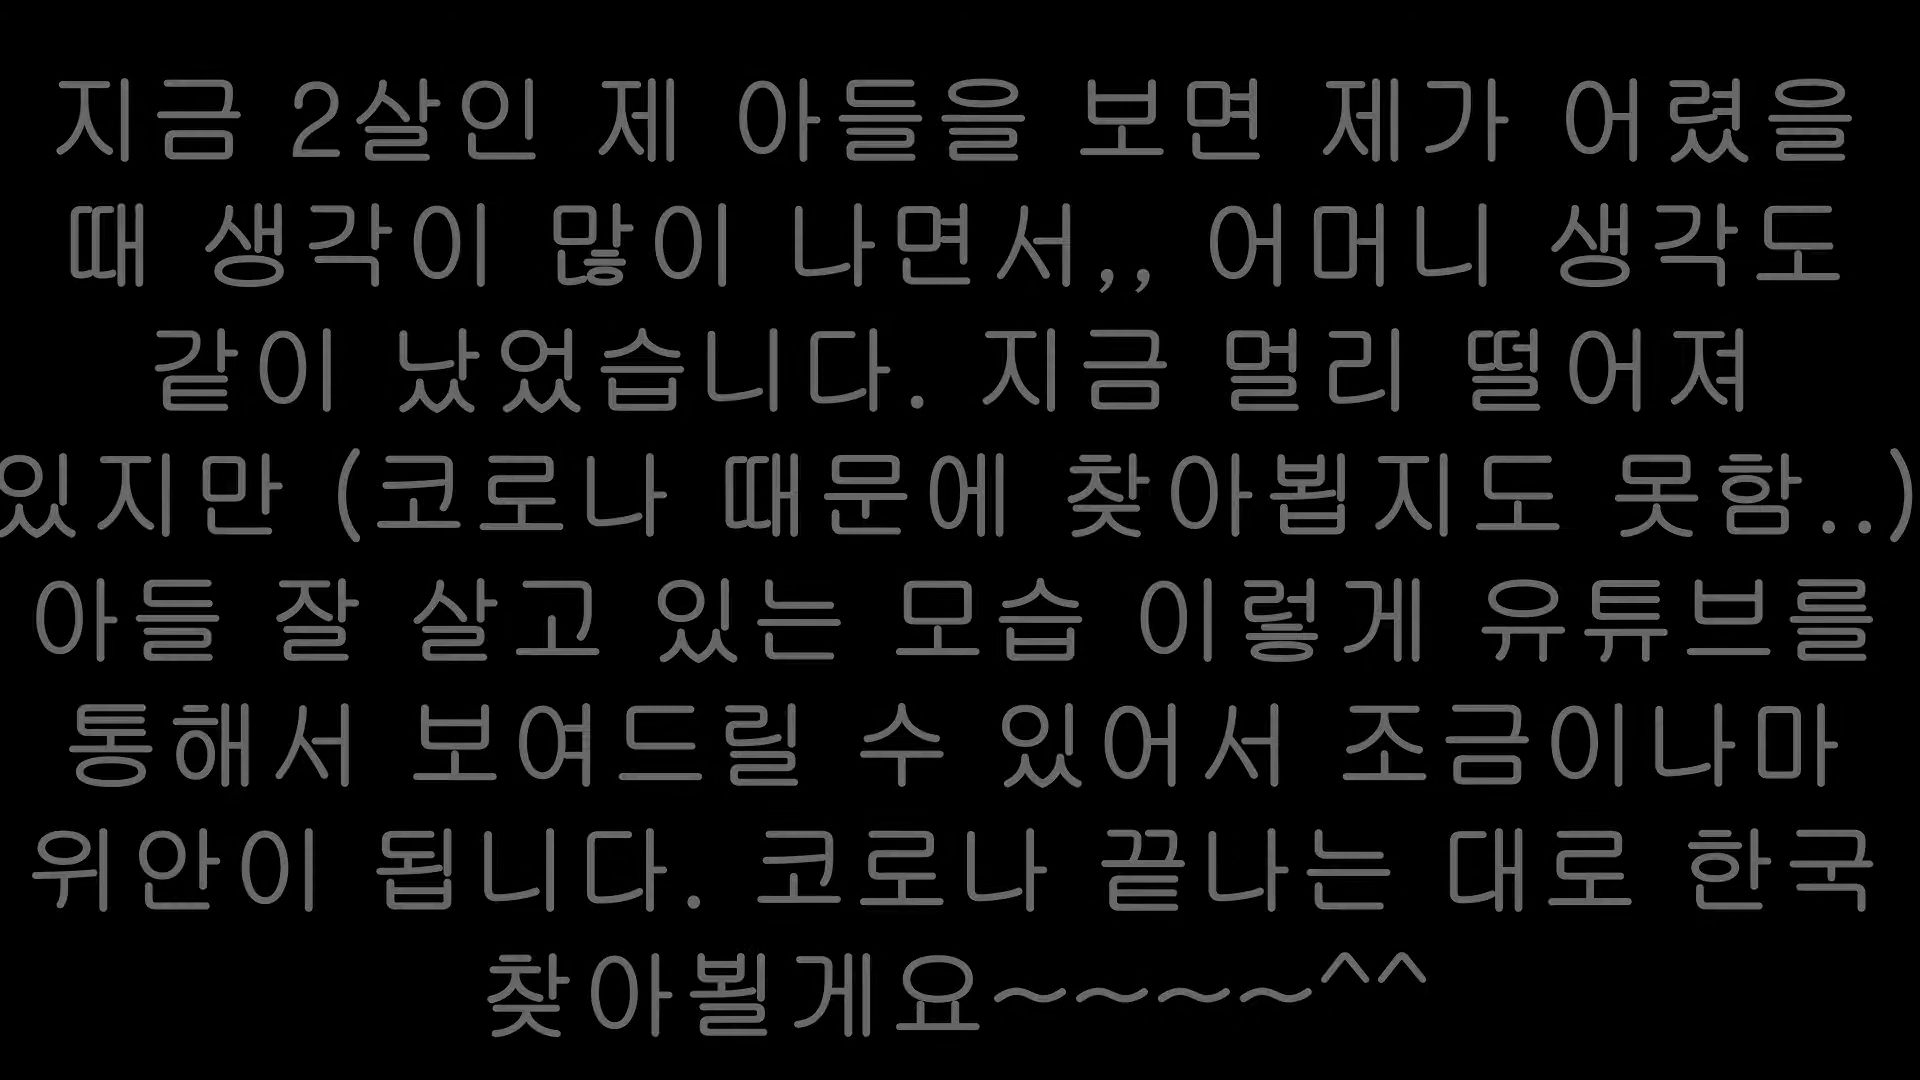 지금 2살인 제 아들을 보면 제가 어렸을
때 생각이 많이 나면서,, 어머니 생각도
같이 났었습니다. 지금 멀리 떨어져
있지만 (코로나 때문에 찾아뵙지도 못함..)
아들 잘 살고 있는 모습 이렇게 유튜브를
통해서 보여드릴 수 있어서 조금이나마
위안이 됩니다. 코로나 끝나는 대로 한국
찾아뵐게요~~~~^^